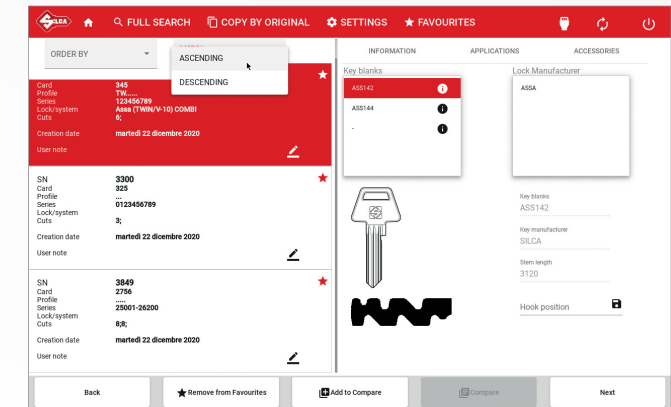 SILCA
FULL SEARCH
COPY BY ORIGINAL
SETTINGS
FAVOURITES
ORDER BY
ASCENDING
DESCENDING
Card 345
Profile TW......
Series 123456789
Lock/system Assa (TWIN/V-10) COMBI
Cuts 6;
Creation date martedì 22 dicembre 2020
User note
SN 3300
Card 325
Profile ...
Series 0123456789
Lock/system
Cuts 3;
Creation date martedì 22 dicembre 2020
User note
SN 3849
Card 2756
Profile .....
Series 25001-26200
Lock/system
Cuts 8;8;
Creation date martedì 22 dicembre 2020
User note
INFORMATION
APPLICATIONS
ACCESSORIES
Key blanks
ASS142
ASS144
-
Lock Manufacturer
ASSA
Key blanks
ASS142
Key manufacturer
SILCA
Stem length
3120
Hook position
Back
Remove from Favourites
Add to Compare
Compare
Next